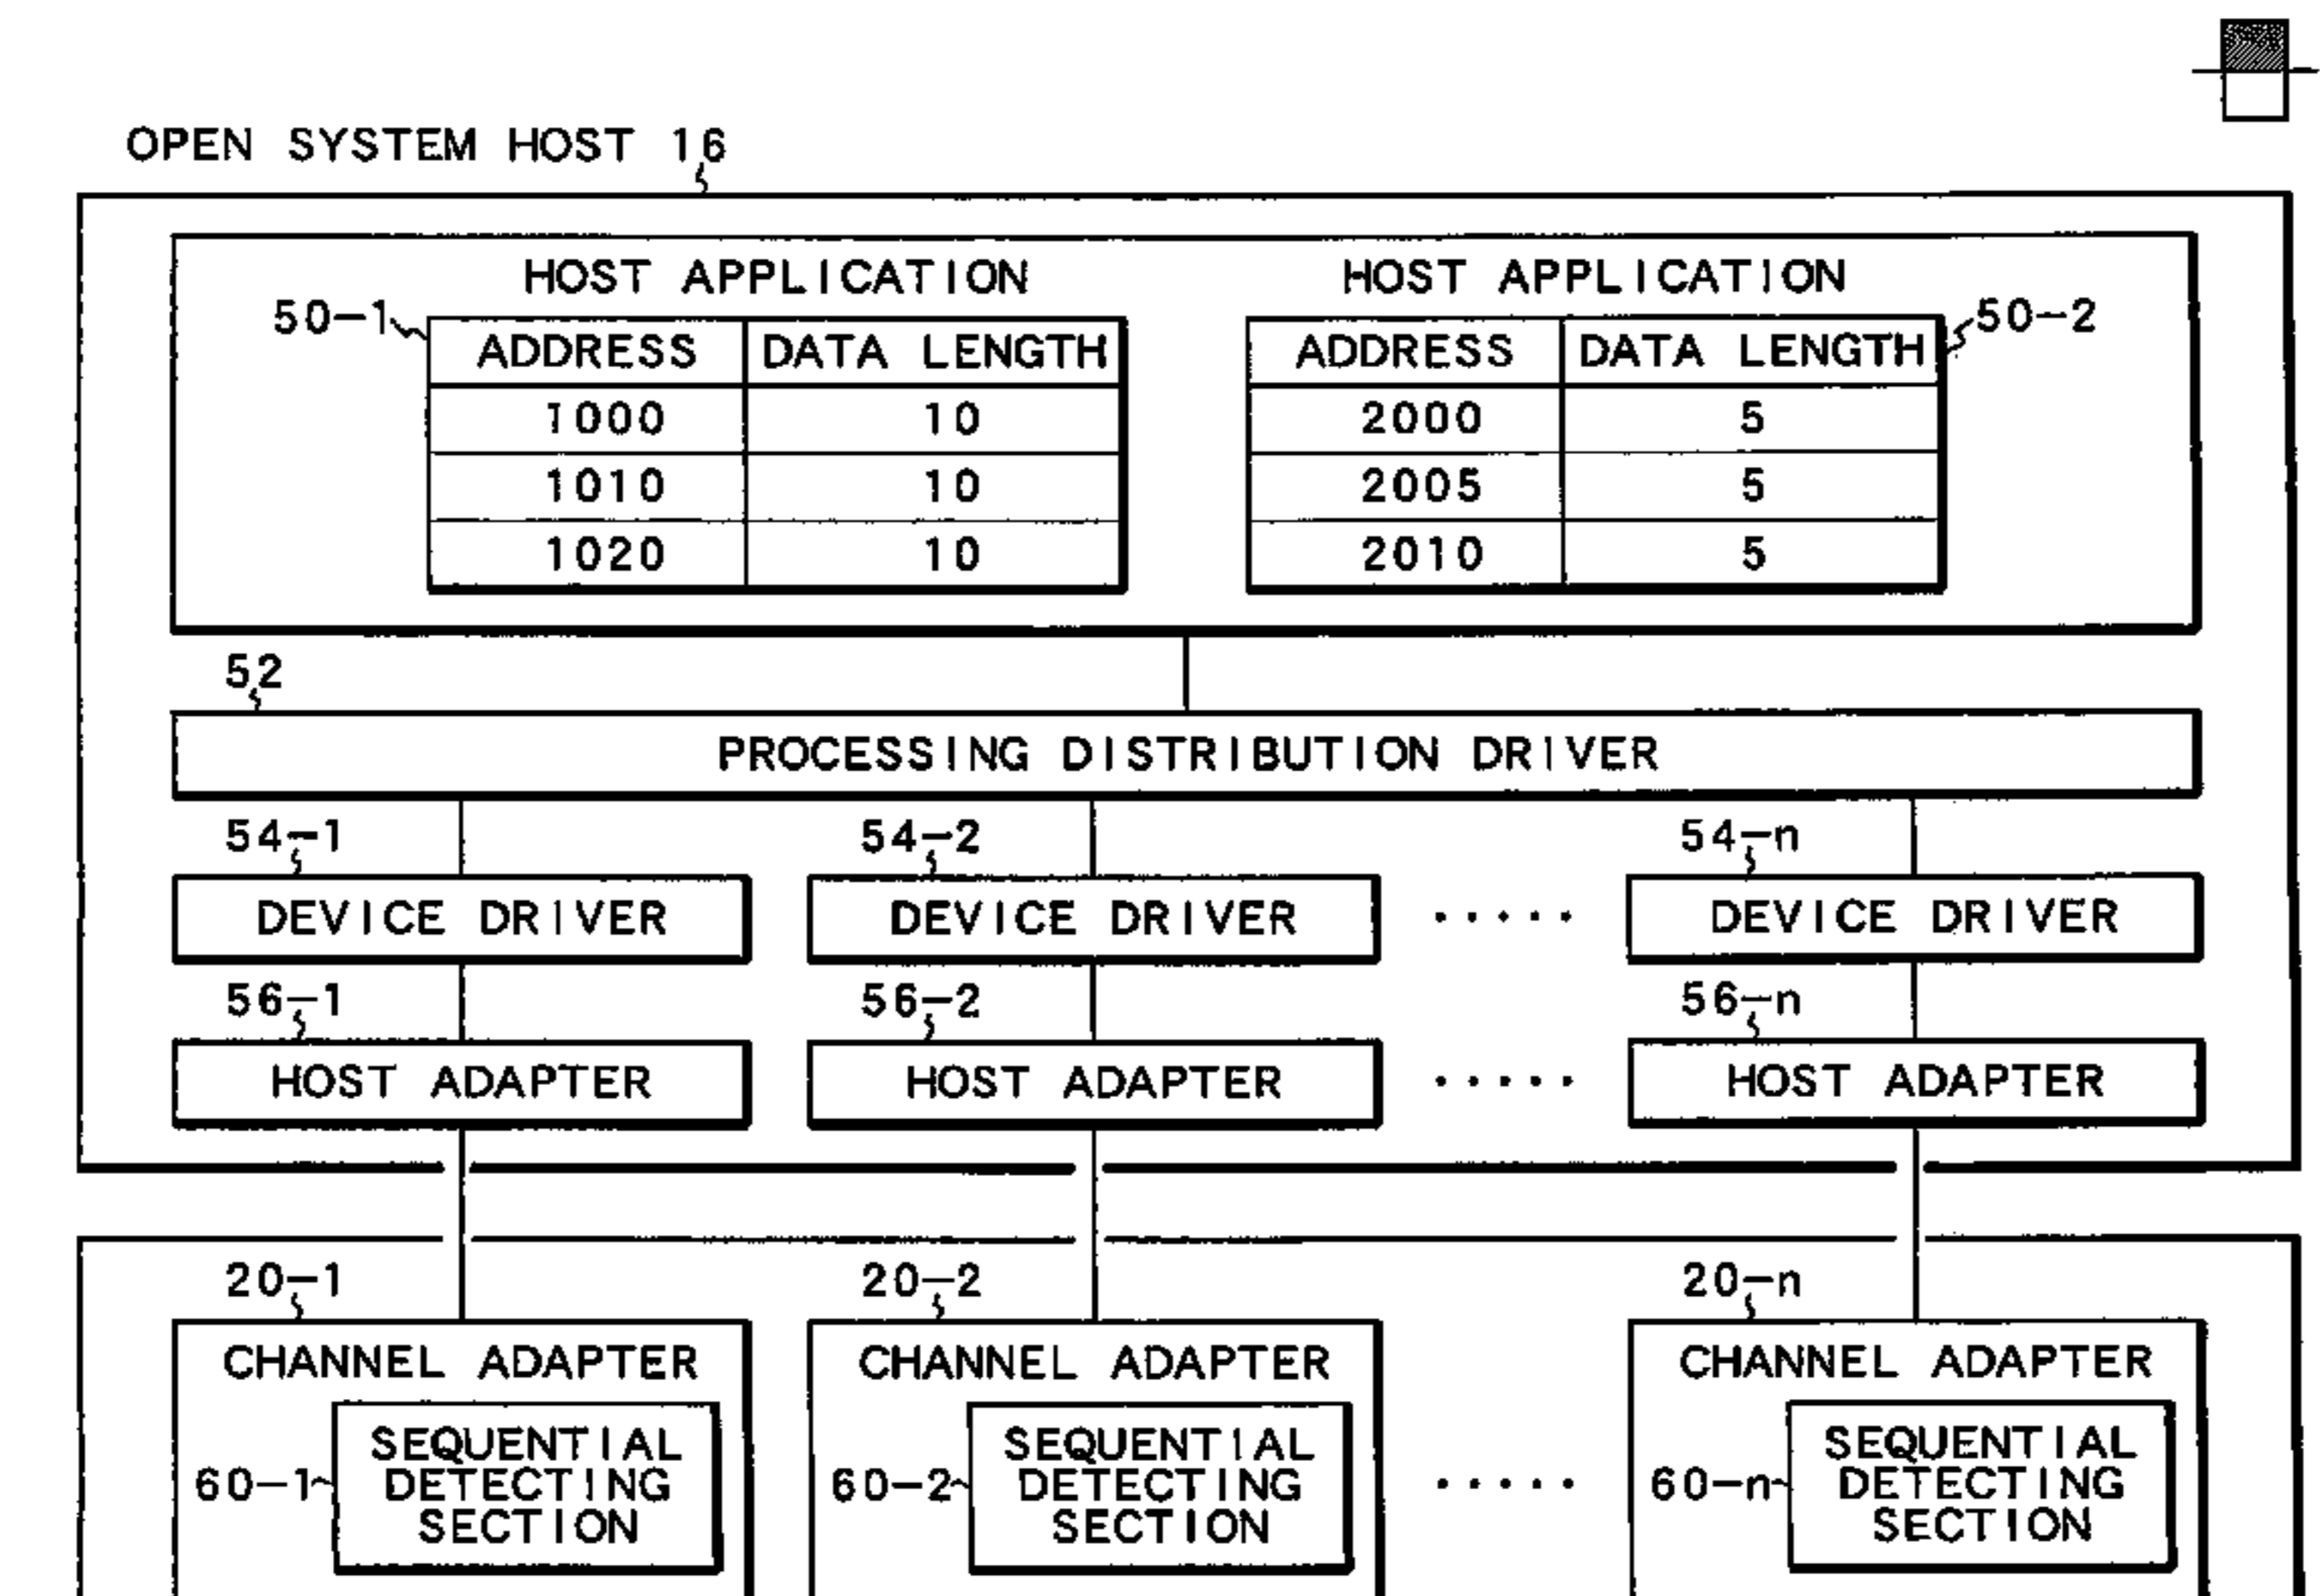 OPEN SYSTEM HOST 16
HOST APPLICATION HOST APPLICATION
50-1 50-2
ADDRESS DATA LENGTH ADDRESS DATA LENGTH
1000 10 2000 5
1010 10 2005 5
1020 10 2010 5
52
PROCESSING DISTRIBUTION DRIVER
54-1 54-2 54-n
DEVICE DRIVER DEVICE DRIVER ..... DEVICE DRIVER
56-1 56-2 56-n
HOST ADAPTER HOST ADAPTER ..... HOST ADAPTER
20-1 20-2 20-n
CHANNEL ADAPTER CHANNEL ADAPTER CHANNEL ADAPTER
SEQUENTIAL SEQUENTIAL SEQUENTIAL
60-1 DETECTING 60-2 DETECTING ..... 60-n DETECTING
SECTION SECTION SECTION